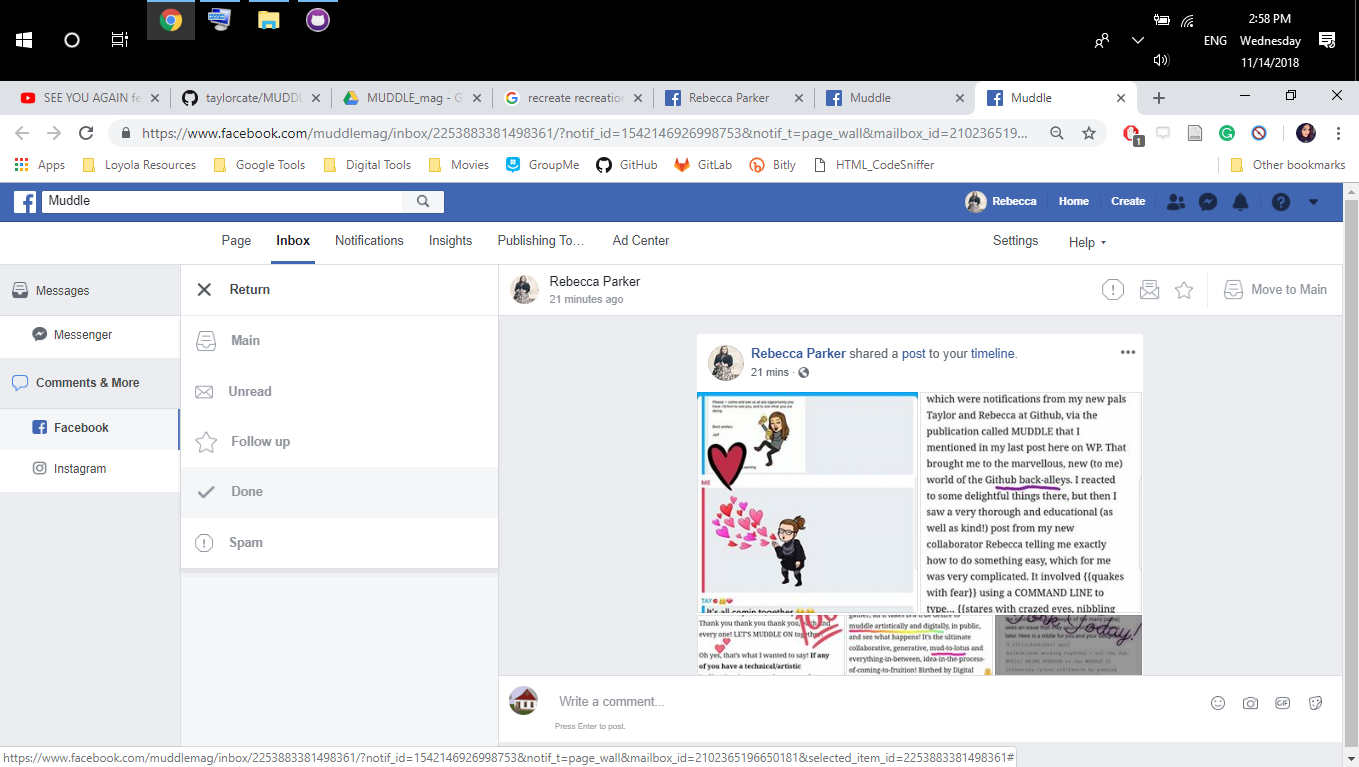 2:58 PM
ENG Wednesday
11/14/2018
SEE YOU AGAIN fe
taylorcate/MUDDL
MUDDLE_mag - G
recreate recreation
Rebecca Parker
Muddle
Muddle
https://www.facebook.com/muddlemag/inbox/2253883381498361/?notif_id=1542146926998753&notif_t=page_wall&mailbox_id=210236519...
1
Apps
Loyola Resources
Google Tools
Digital Tools
Movies
GroupMe
GitHub
GitLab
Bitly
HTML_CodeSniffer
Other bookmarks
Muddle
Rebecca
Home
Create
Page
Inbox
Notifications
Insights
Publishing To...
Ad Center
Settings
Help
Messages
Messenger
Comments & More
Facebook
Instagram
Return
Main
Unread
Follow up
Done
Spam
Rebecca Parker
21 minutes ago
Move to Main
Rebecca Parker shared a post to your timeline.
21 mins ·
Please - come and see us at any opportunity you
have. I'd love to see you, and to see what you are
doing.
Best wishes
Jeff
ME
TAY
It's all comin together
which were notifications from my new pals
Taylor and Rebecca at Github, via the
publication called MUDDLE that I
mentioned in my last post here on WP. That
brought me to the marvellous, new (to me)
world of the Github back-alleys. I reacted
to some delightful things there, but then I
saw a very thorough and educational (as
well as kind!) post from my new
collaborator Rebecca telling me exactly
how to do something easy, which for me
was very complicated. It involved {{quakes
with fear}} using a COMMAND LINE to
type... {{stares with crazed eyes, nibbling
Thank you thank you thank you, each and
every one! LET'S MUDDLE ON together
Oh yes, that's what I wanted to say! If any
of you have a technical/artistic
muddle artistically and digitally, in public,
and see what happens! It's the ultimate
collaborative, generative, mud-to-lotus and
everything-in-between, idea-in-the-process-
of-coming-to-fruition! Birthed by Digital
today!
later. Here is a riddle for you and your
Write a comment...
GIF
Press Enter to post.
https://www.facebook.com/muddlemag/inbox/2253883381498361/?notif_id=1542146926998753&notif_t=page_wall&mailbox_id=2102365196650181&selected_item_id=2253883381498361#